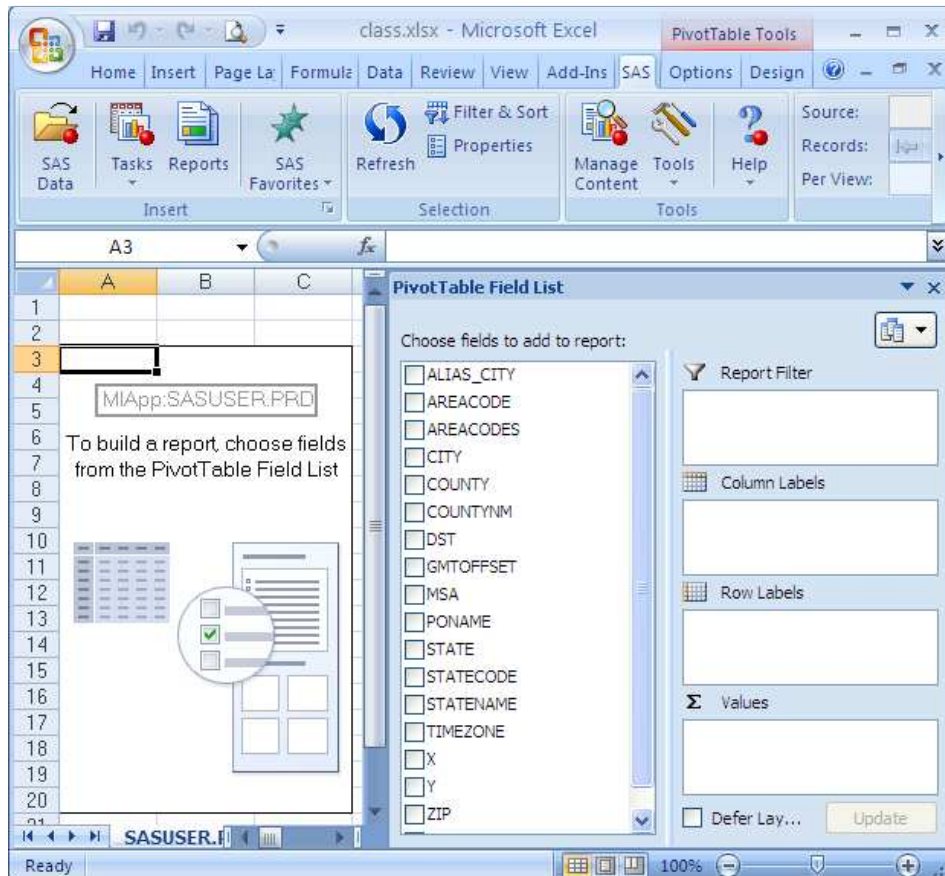 class.xlsx - Microsoft Excel
PivotTable Tools
Home Insert Page La Formula Data Review View Add-Ins SAS Options Design
SAS Data
Tasks
Reports
SAS Favorites
Insert
Refresh
Filter & Sort
Properties
Selection
Manage Content
Tools
Help
Tools
Source:
Records:
Per View:
A3
fx
A B C
1
2
3
4
5
6
7
8
9
10
11
12
13
14
15
16
17
18
19
20
21
MIApp:SASUSER.PRD
To build a report, choose fields
from the PivotTable Field List
PivotTable Field List
Choose fields to add to report:
ALIAS_CITY
AREACODE
AREACODES
CITY
COUNTY
COUNTYNM
DST
GMTOFFSET
MSA
PONAME
STATE
STATECODE
STATENAME
TIMEZONE
X
Y
ZIP
Report Filter
Column Labels
Row Labels
Σ Values
Defer Lay...
Update
SASUSER.P
Ready
100%